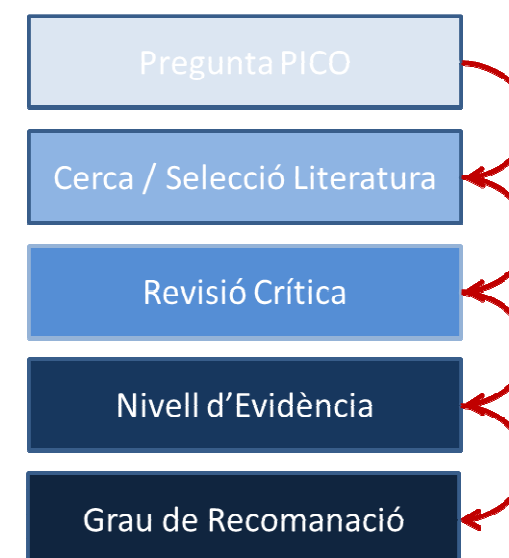 Pregunta PICO
Cerca / Selecció Literatura
Revisió Crítica
Nivell d’Evidència
Grau de Recomanació